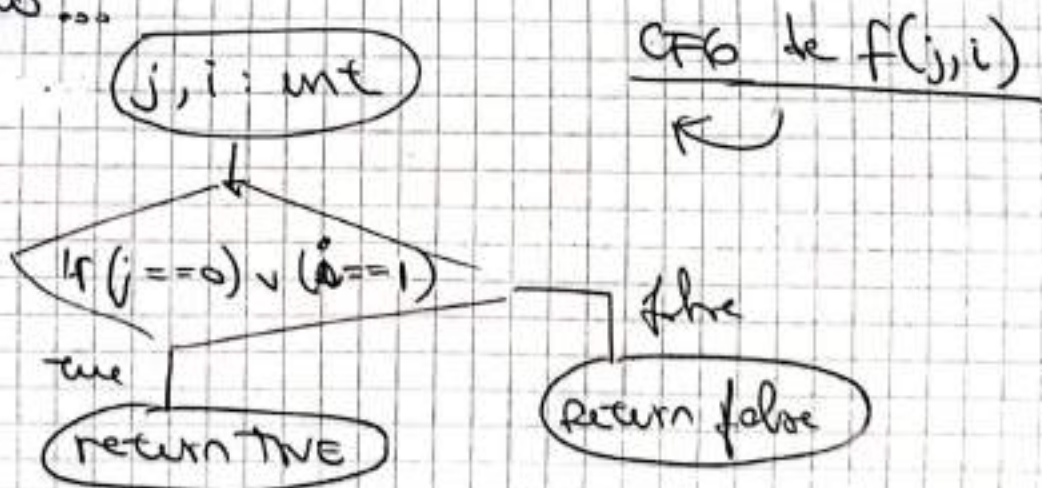 CFG de f(j,i)
j, i : int
If (j ==0) v (i==1)
true
false
return TRUE
Return false